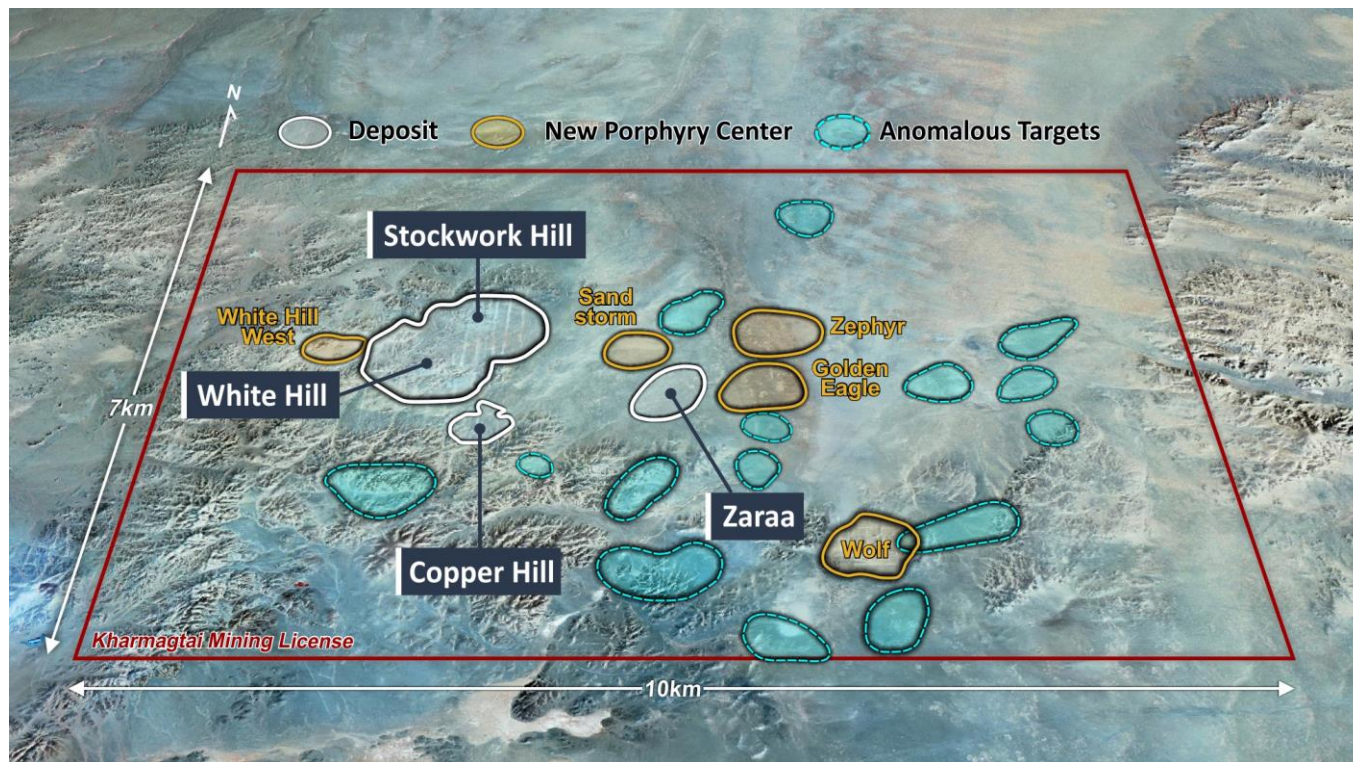 N
Deposit
New Porphyry Center
Anomalous Targets
Stockwork Hill
White Hill
West
Sand
storm
Zephyr
White Hill
Golden
Eagle
7km
Zaraa
Copper Hill
Wolf
Kharmagtai Mining License
10km